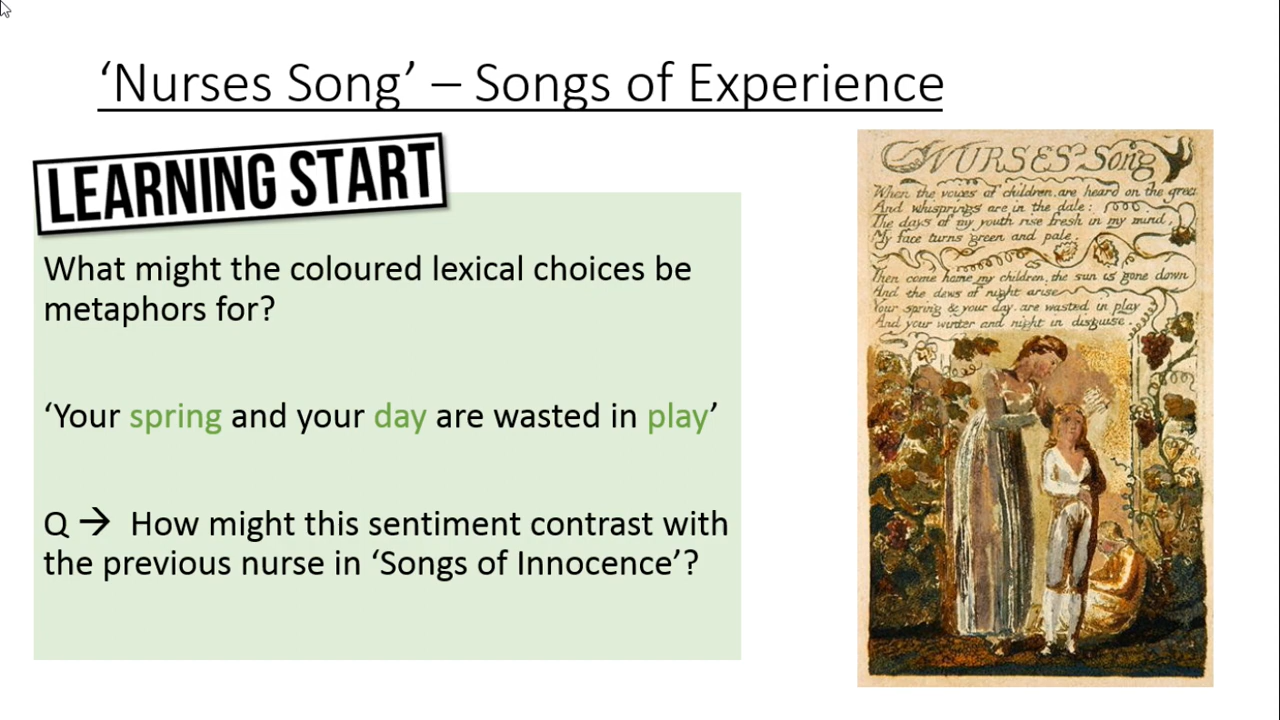 ‘Nurses Song’ – Songs of Experience
LEARNING START
What might the coloured lexical choices be
metaphors for?
‘Your spring and your day are wasted in play’
Q → How might this sentiment contrast with
the previous nurse in ‘Songs of Innocence’?
NURSES Song
When the voices of children, are heard on the green
And whisprings are in the dale:
The days of my youth rise fresh in my mind,
My face turns green and pale.
Then come home my children, the sun is gone down
And the dews of night arise
Your spring & your day, are wasted in play
And your winter and night in disguise.